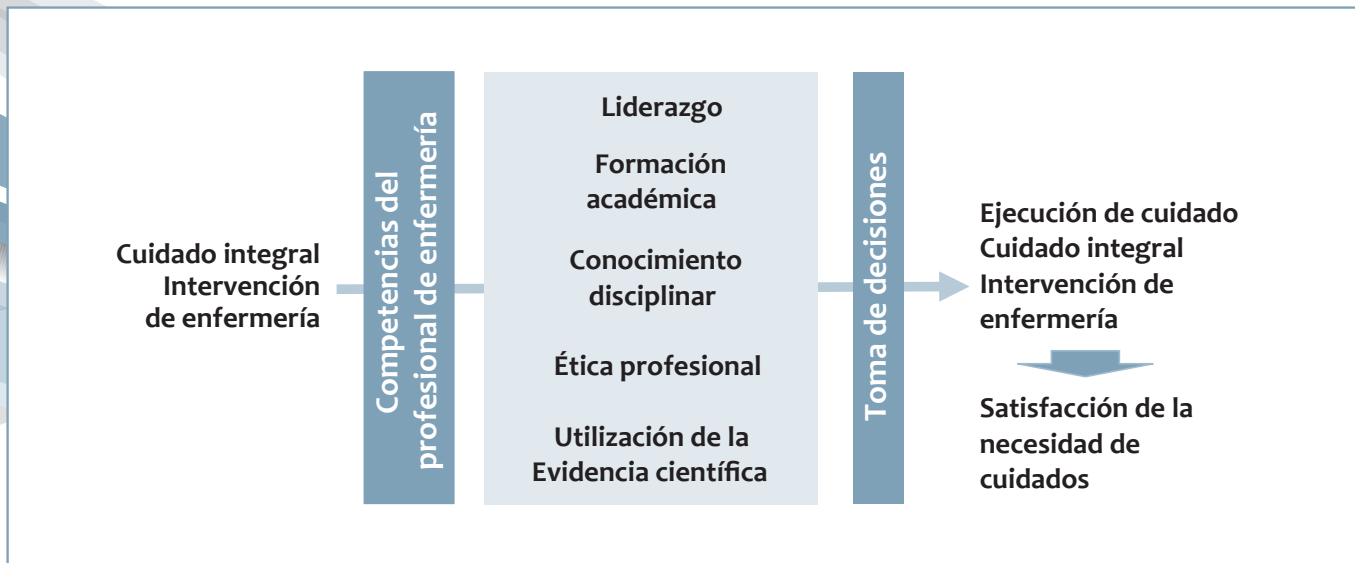 Cuidado integral
Intervención
de enfermería
Competencias del
profesional de enfermería
Liderazgo
Formación
académica
Conocimiento
disciplinar
Ética profesional
Utilización de la
Evidencia científica
Toma de decisiones
Ejecución de cuidado
Cuidado integral
Intervención de
enfermería
Satisfacción de la
necesidad de
cuidados